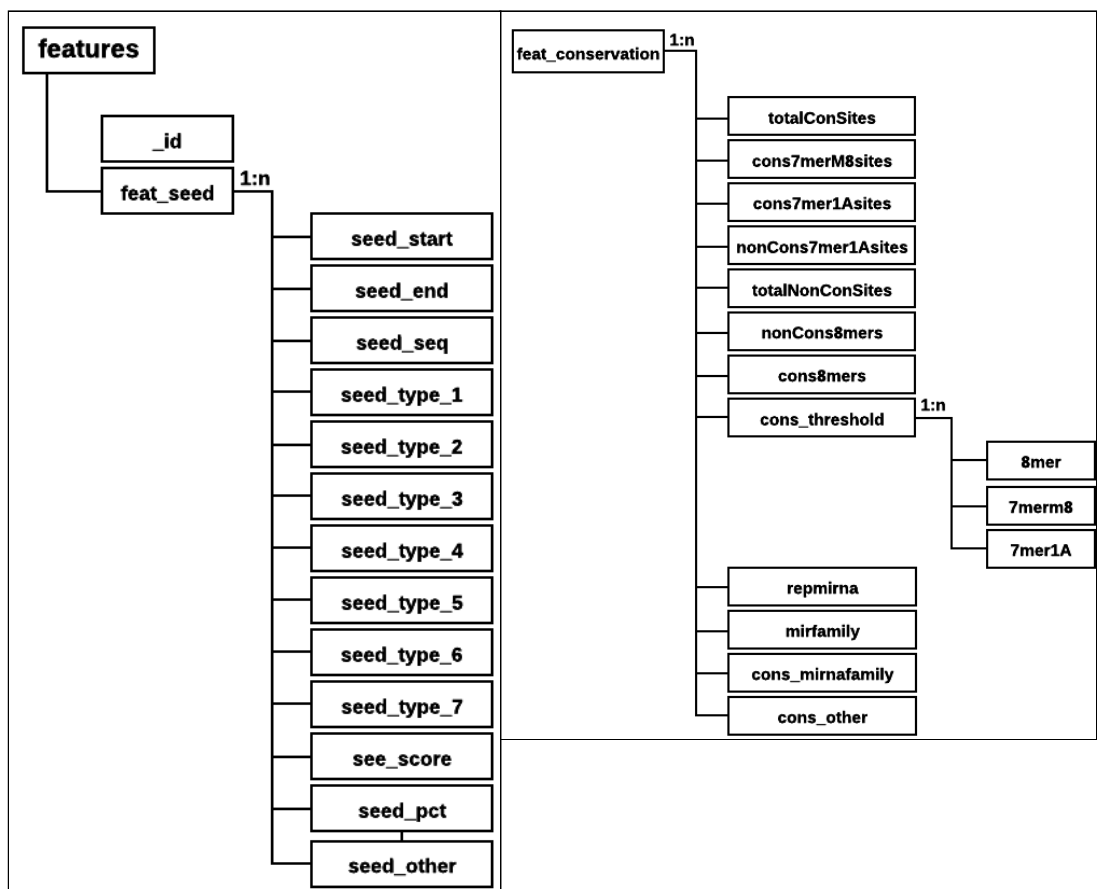 features
_id
feat_seed
1:n
seed_start
seed_end
seed_seq
seed_type_1
seed_type_2
seed_type_3
seed_type_4
seed_type_5
seed_type_6
seed_type_7
see_score
seed_pct
seed_other
feat_conservation
1:n
totalConSites
cons7merM8sites
cons7mer1Asites
nonCons7mer1Asites
totalNonConSites
nonCons8mers
cons8mers
cons_threshold
1:n
8mer
7merm8
7mer1A
repmirna
mirfamily
cons_mirnafamily
cons_other